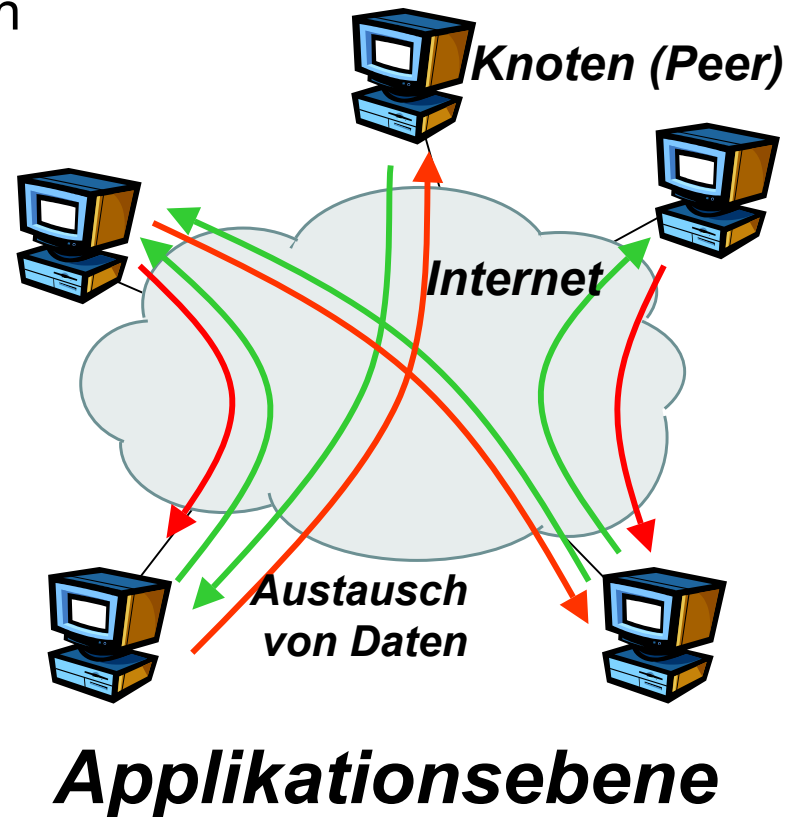 n
Knoten (Peer)
Internet
Austausch
von Daten
Applikationsebene